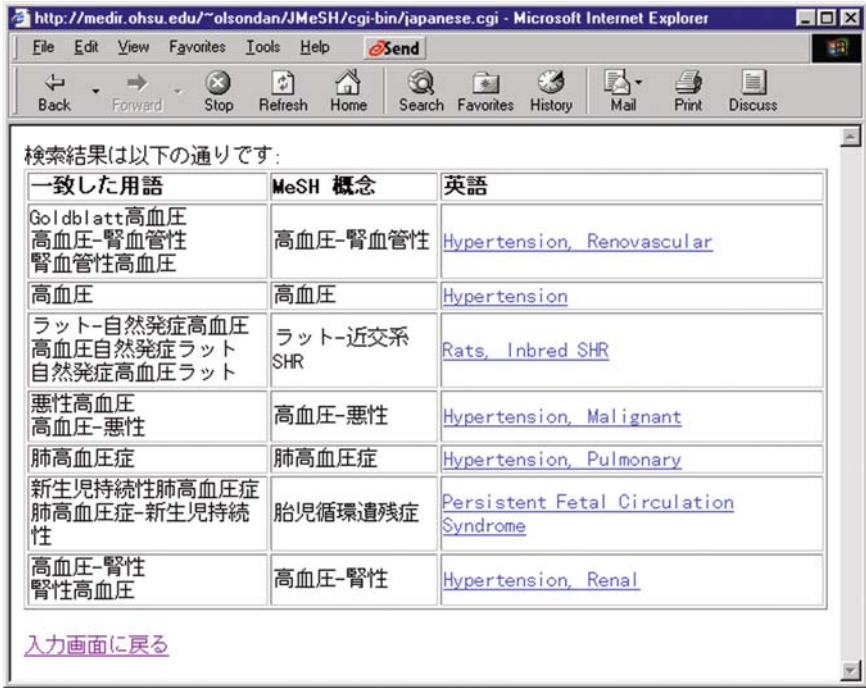 http://medir.ohsu.edu/~olsondan/JMeSH/cgi-bin/japanese.cgi - Microsoft Internet Explorer
File Edit View Favorites Tools Help Send
Back Forward Stop Refresh Home Search Favorites History Mail Print Discuss
検索結果は以下の通りです:
一致した用語 MeSH 概念 英語
Goldblatt高血圧
高血圧-腎血管性 高血圧-腎血管性 Hypertension, Renovascular
腎血管性高血圧
高血圧 高血圧 Hypertension
ラット-自然発症高血圧
高血圧自然発症ラット
自然発症高血圧ラット
ラット-近交系
SHR
Rats, Inbred SHR
悪性高血圧
高血圧-悪性
高血圧-悪性
Hypertension, Malignant
肺高血圧症 肺高血圧症 Hypertension, Pulmonary
新生児持続性肺高血圧症
肺高血圧症-新生児持続
性
胎児循環遺残症
Persistent Fetal Circulation
Syndrome
高血圧-腎性
腎性高血圧
高血圧-腎性
Hypertension, Renal
入力画面に戻る